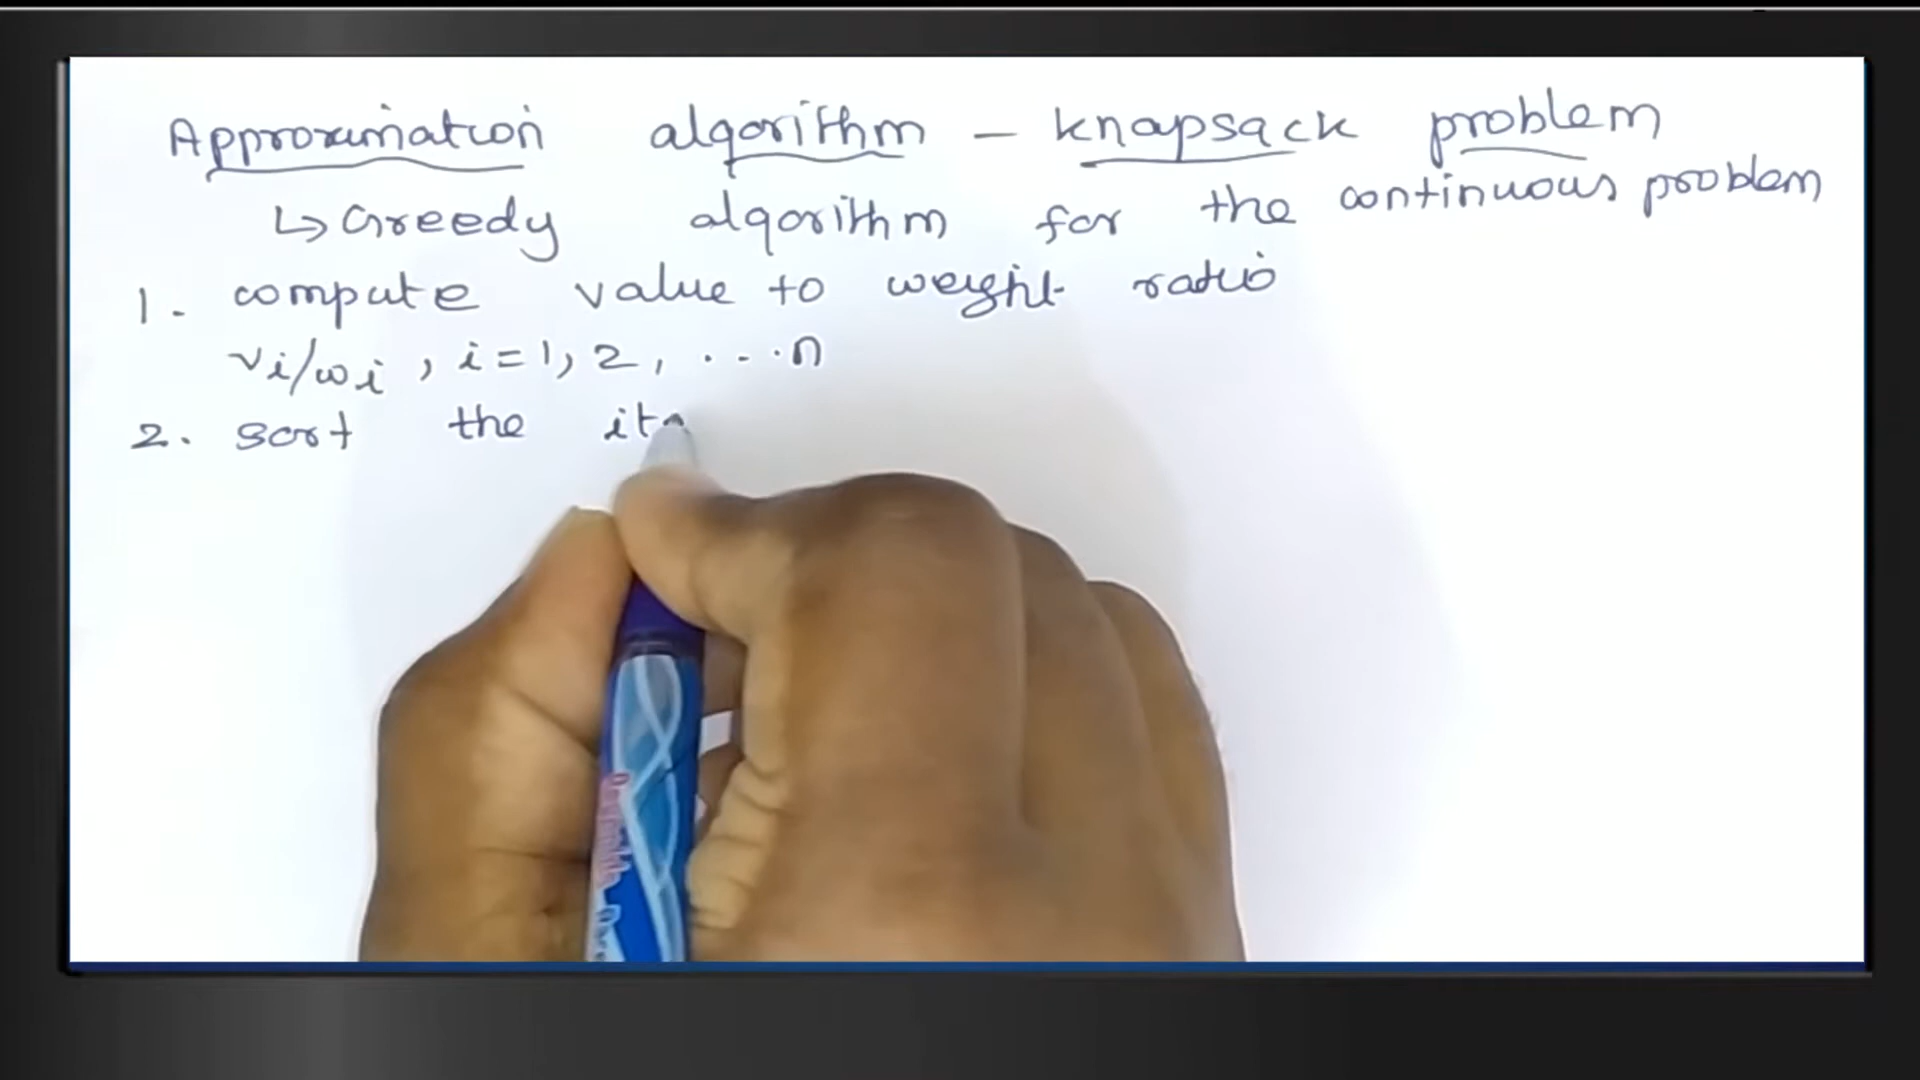 Approximation algorithm - knapsack problem
↳ Greedy algorithm for the continuous problem
1. compute value to weight ratio
vi/wi, i=1, 2, ...n
2. sort the ite